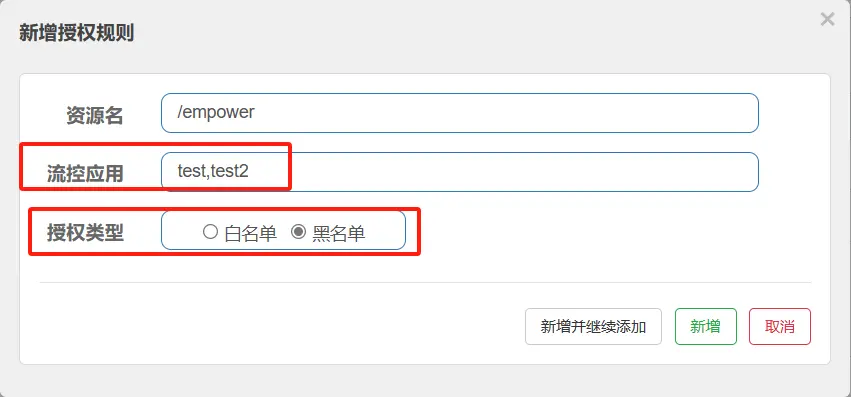 新增授权规则
×
资源名 /empower
流控应用 test,test2
授权类型 白名单 黑名单
新增并继续添加 新增 取消